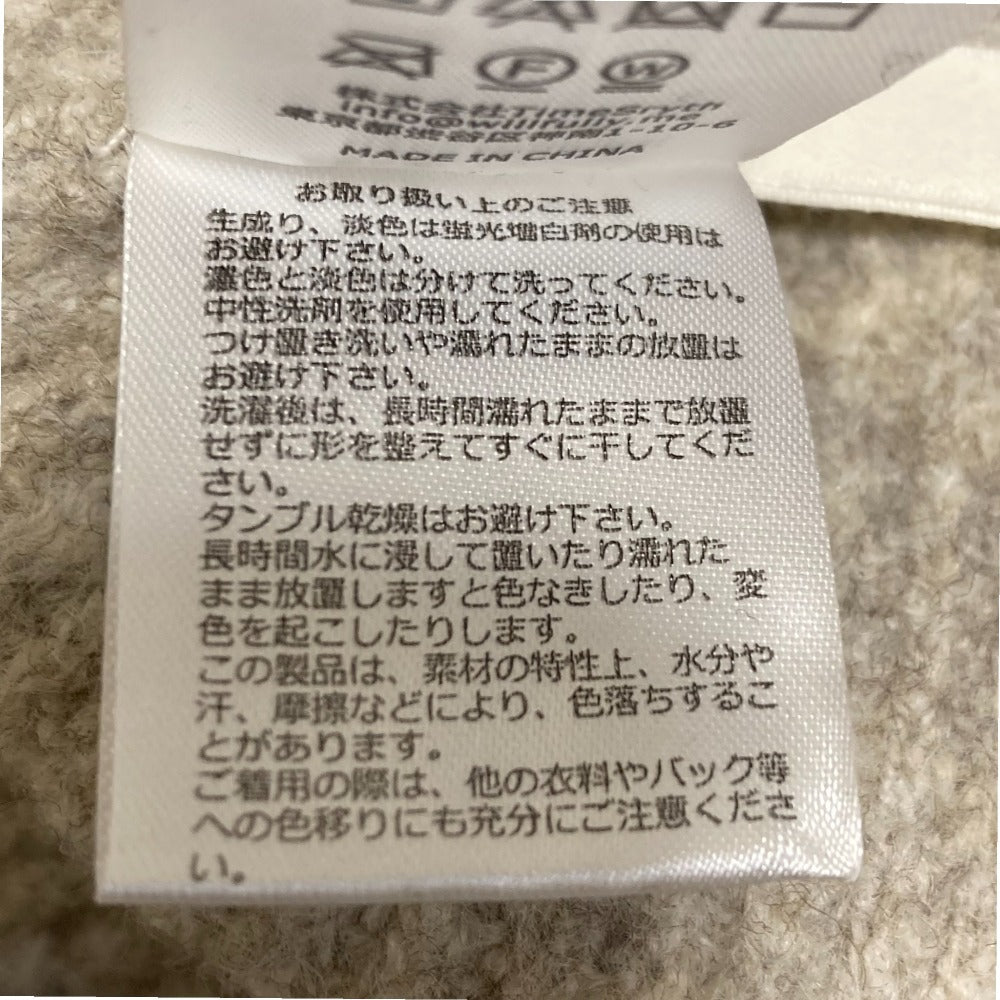 F W
株式会社TimeSryth
info@willfully.me
東京都渋谷区神南1-10-6
MADE IN CHINA
お取り扱い上のご注意
生成り、淡色は蛍光増白剤の使用は
お避け下さい。
濃色と淡色は分けて洗ってください。
中性洗剤を使用してください。
つけ置き洗いや濡れたままの放置は
お避け下さい。
洗濯後は、長時間濡れたままで放置
せずに形を整えてすぐに干してくだ
さい。
タンブル乾燥はお避け下さい。
長時間水に浸して置いたり濡れた
まま放置しますと色なきしたり、変
色を起こしたりします。
この製品は、素材の特性上、水分や
汗、摩擦などにより、色落ちするこ
とがあります。
ご着用の際は、他の衣料やバック等
への色移りにも充分にご注意くださ
い。